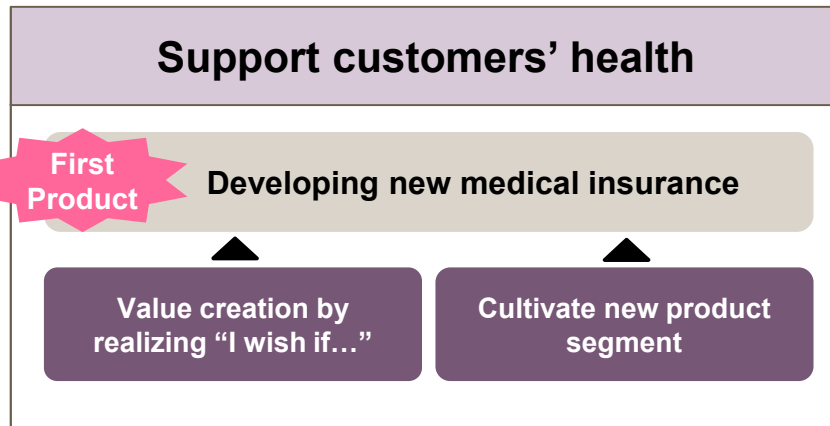 Support customers’ health
First
Product
Developing new medical insurance
Value creation by
realizing “I wish if…”
Cultivate new product
segment